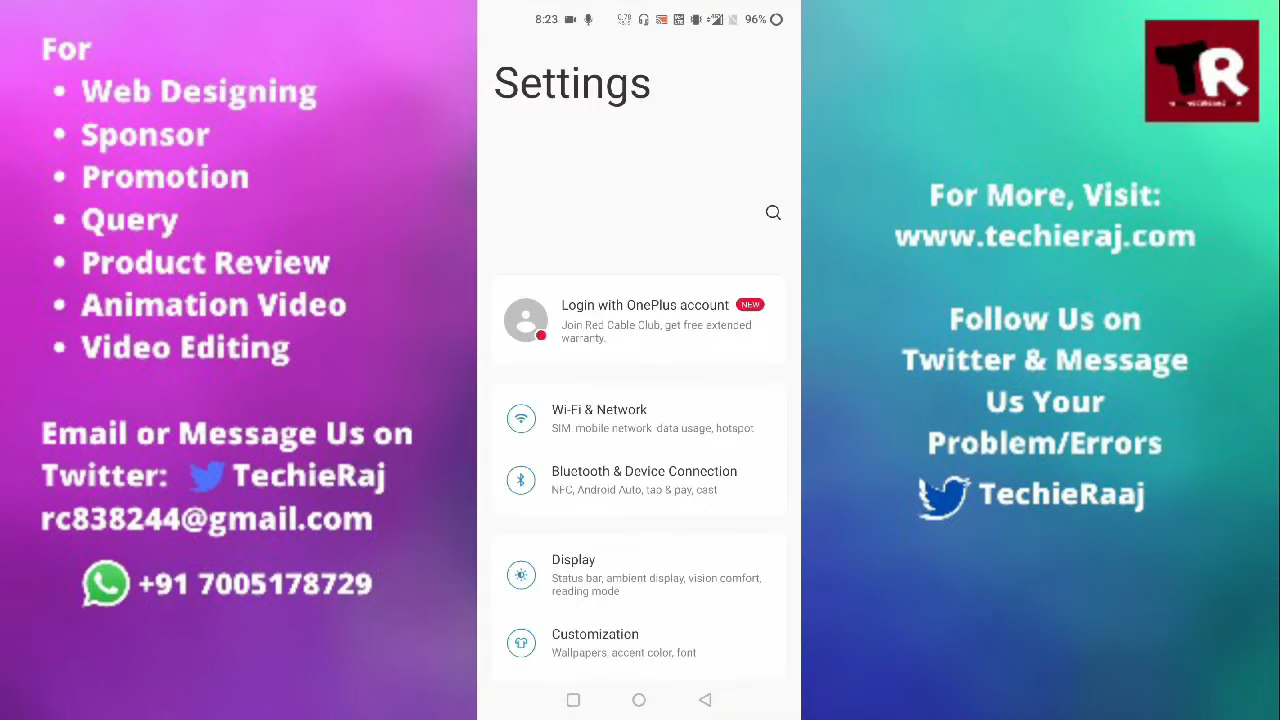 For
• Web Designing
• Sponsor
• Promotion
• Query
• Product Review
• Animation Video
• Video Editing
Email or Message Us on
Twitter: TechieRaj
rc838244@gmail.com
+91 7005178729
8:23
96%
Settings
Login with OnePlus account NEW
Join Red Cable Club, get free extended
warranty.
Wi-Fi & Network
SIM, mobile network, data usage, hotspot
Bluetooth & Device Connection
NFC, Android Auto, tap & pay, cast
Display
Status bar, ambient display, vision comfort,
reading mode
Customization
Wallpapers, accent color, font
TR
For More, Visit:
www.techieraj.com
Follow Us on
Twitter & Message
Us Your
Problem/Errors
TechieRaaj